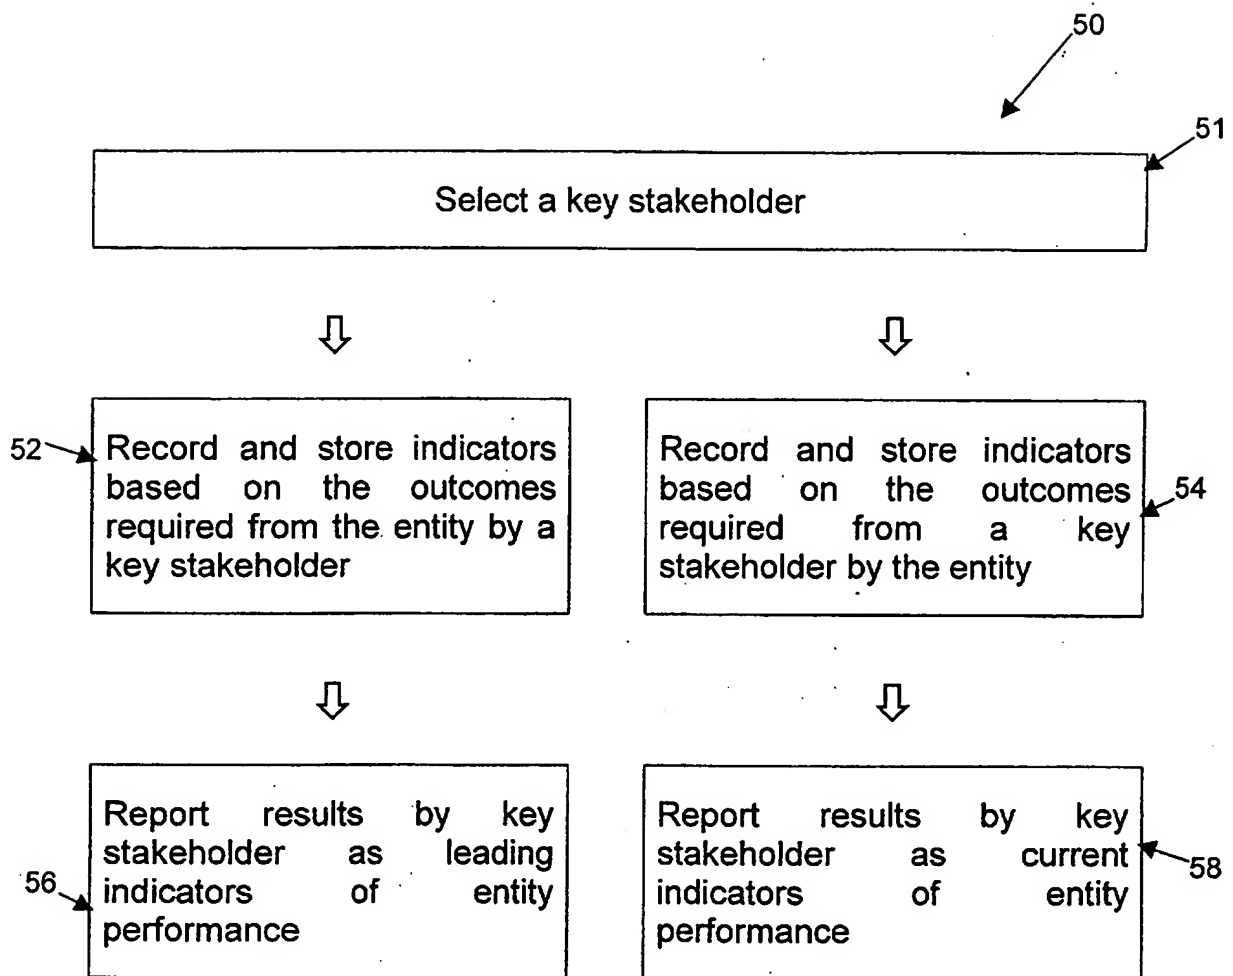 50
51
Select a key stakeholder
52
Record and store indicators
based on the outcomes
required from the entity by a
key stakeholder
Record and store indicators
based on the outcomes
required from a key
stakeholder by the entity
54
56
Report results by key
stakeholder as leading
indicators of entity
performance
Report results by key
stakeholder as current
indicators of entity
performance
58